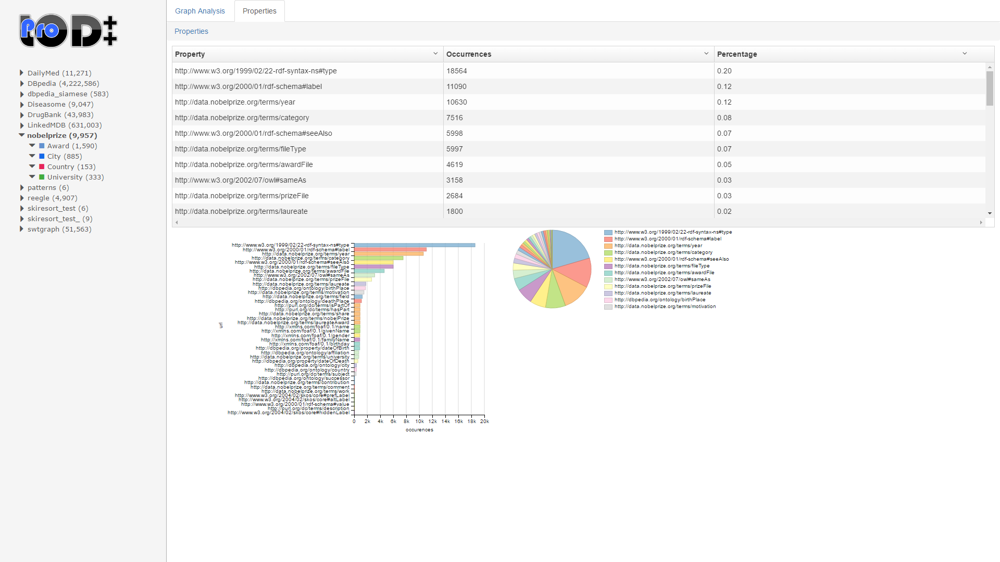 Pro LOD++
DailyMed (11,271)
DBpedia (4,222,586)
dbpedia_siamese (583)
Diseasome (9,047)
DrugBank (43,983)
LinkedMDB (631,003)
nobelprize (9,957)
Award (1,590)
City (885)
Country (153)
University (333)
patterns (6)
reegle (4,907)
skiresort_test (6)
skiresort_test_ (9)
swtgraph (51,563)
Graph Analysis Properties
Properties
Property Occurrences Percentage
http://www.w3.org/1999/02/22-rdf-syntax-ns#type 18564 0.20
http://www.w3.org/2000/01/rdf-schema#label 11090 0.12
http://data.nobelprize.org/terms/year 10630 0.12
http://data.nobelprize.org/terms/category 7516 0.08
http://www.w3.org/2000/01/rdf-schema#seeAlso 5998 0.07
http://data.nobelprize.org/terms/fileType 5997 0.07
http://data.nobelprize.org/terms/awardFile 4619 0.05
http://www.w3.org/2002/07/owl#sameAs 3158 0.03
http://data.nobelprize.org/terms/prizeFile 2684 0.03
http://data.nobelprize.org/terms/laureate 1800 0.02
http://www.w3.org/1999/02/22-rdf-syntax-ns#type
http://www.w3.org/2000/01/rdf-schema#label
http://data.nobelprize.org/terms/year
http://data.nobelprize.org/terms/category
http://www.w3.org/2000/01/rdf-schema#seeAlso
http://data.nobelprize.org/terms/fileType
http://data.nobelprize.org/terms/awardFile
http://www.w3.org/2002/07/owl#sameAs
http://data.nobelprize.org/terms/prizeFile
http://data.nobelprize.org/terms/laureate
http://dbpedia.org/ontology/birthPlace
http://data.nobelprize.org/terms/motivation
http://data.nobelprize.org/terms/field
http://dbpedia.org/ontology/deathPlace
http://purl.org/dc/terms/isPartOf
http://purl.org/dc/terms/hasPart
http://data.nobelprize.org/terms/share
http://data.nobelprize.org/terms/nobelPrize
http://data.nobelprize.org/terms/laureateAward
http://xmlns.com/foaf/0.1/name
http://xmlns.com/foaf/0.1/givenName
http://xmlns.com/foaf/0.1/gender
http://xmlns.com/foaf/0.1/familyName
http://xmlns.com/foaf/0.1/birthday
http://dbpedia.org/property/dateOfBirth
http://dbpedia.org/ontology/affiliation
http://data.nobelprize.org/terms/university
http://dbpedia.org/property/dateOfDeath
http://dbpedia.org/ontology/city
http://dbpedia.org/ontology/country
http://purl.org/dc/terms/subject
http://dbpedia.org/ontology/successor
http://data.nobelprize.org/terms/contribution
http://data.nobelprize.org/terms/comment
http://data.nobelprize.org/terms/work
http://www.w3.org/2004/02/skos/core#prefLabel
http://www.w3.org/2004/02/skos/core#altLabel
http://www.w3.org/2000/01/rdf-schema#value
http://purl.org/dc/terms/description
http://www.w3.org/2004/02/skos/core#hiddenLabel
uri
0 2k 4k 6k 8k 10k 12k 14k 16k 18k 20k
occurences
http://www.w3.org/1999/02/22-rdf-syntax-ns#type
http://www.w3.org/2000/01/rdf-schema#label
http://data.nobelprize.org/terms/year
http://data.nobelprize.org/terms/category
http://www.w3.org/2000/01/rdf-schema#seeAlso
http://data.nobelprize.org/terms/fileType
http://data.nobelprize.org/terms/awardFile
http://www.w3.org/2002/07/owl#sameAs
http://data.nobelprize.org/terms/prizeFile
http://data.nobelprize.org/terms/laureate
http://dbpedia.org/ontology/birthPlace
http://data.nobelprize.org/terms/motivation